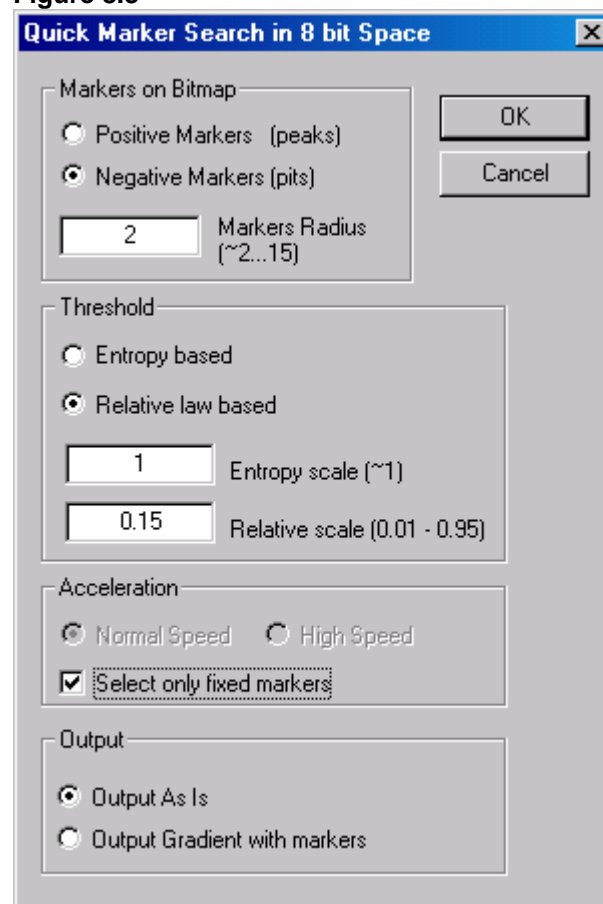 Quick Marker Search in 8 bit Space
Markers on Bitmap
Positive Markers (peaks)
Negative Markers (pits)
2
Markers Radius
(~2...15)
OK
Cancel
Threshold
Entropy based
Relative law based
1
Entropy scale (~1)
0.15
Relative scale (0.01 - 0.95)
Acceleration
Normal Speed
High Speed
Select only fixed markers
Output
Output As Is
Output Gradient with markers